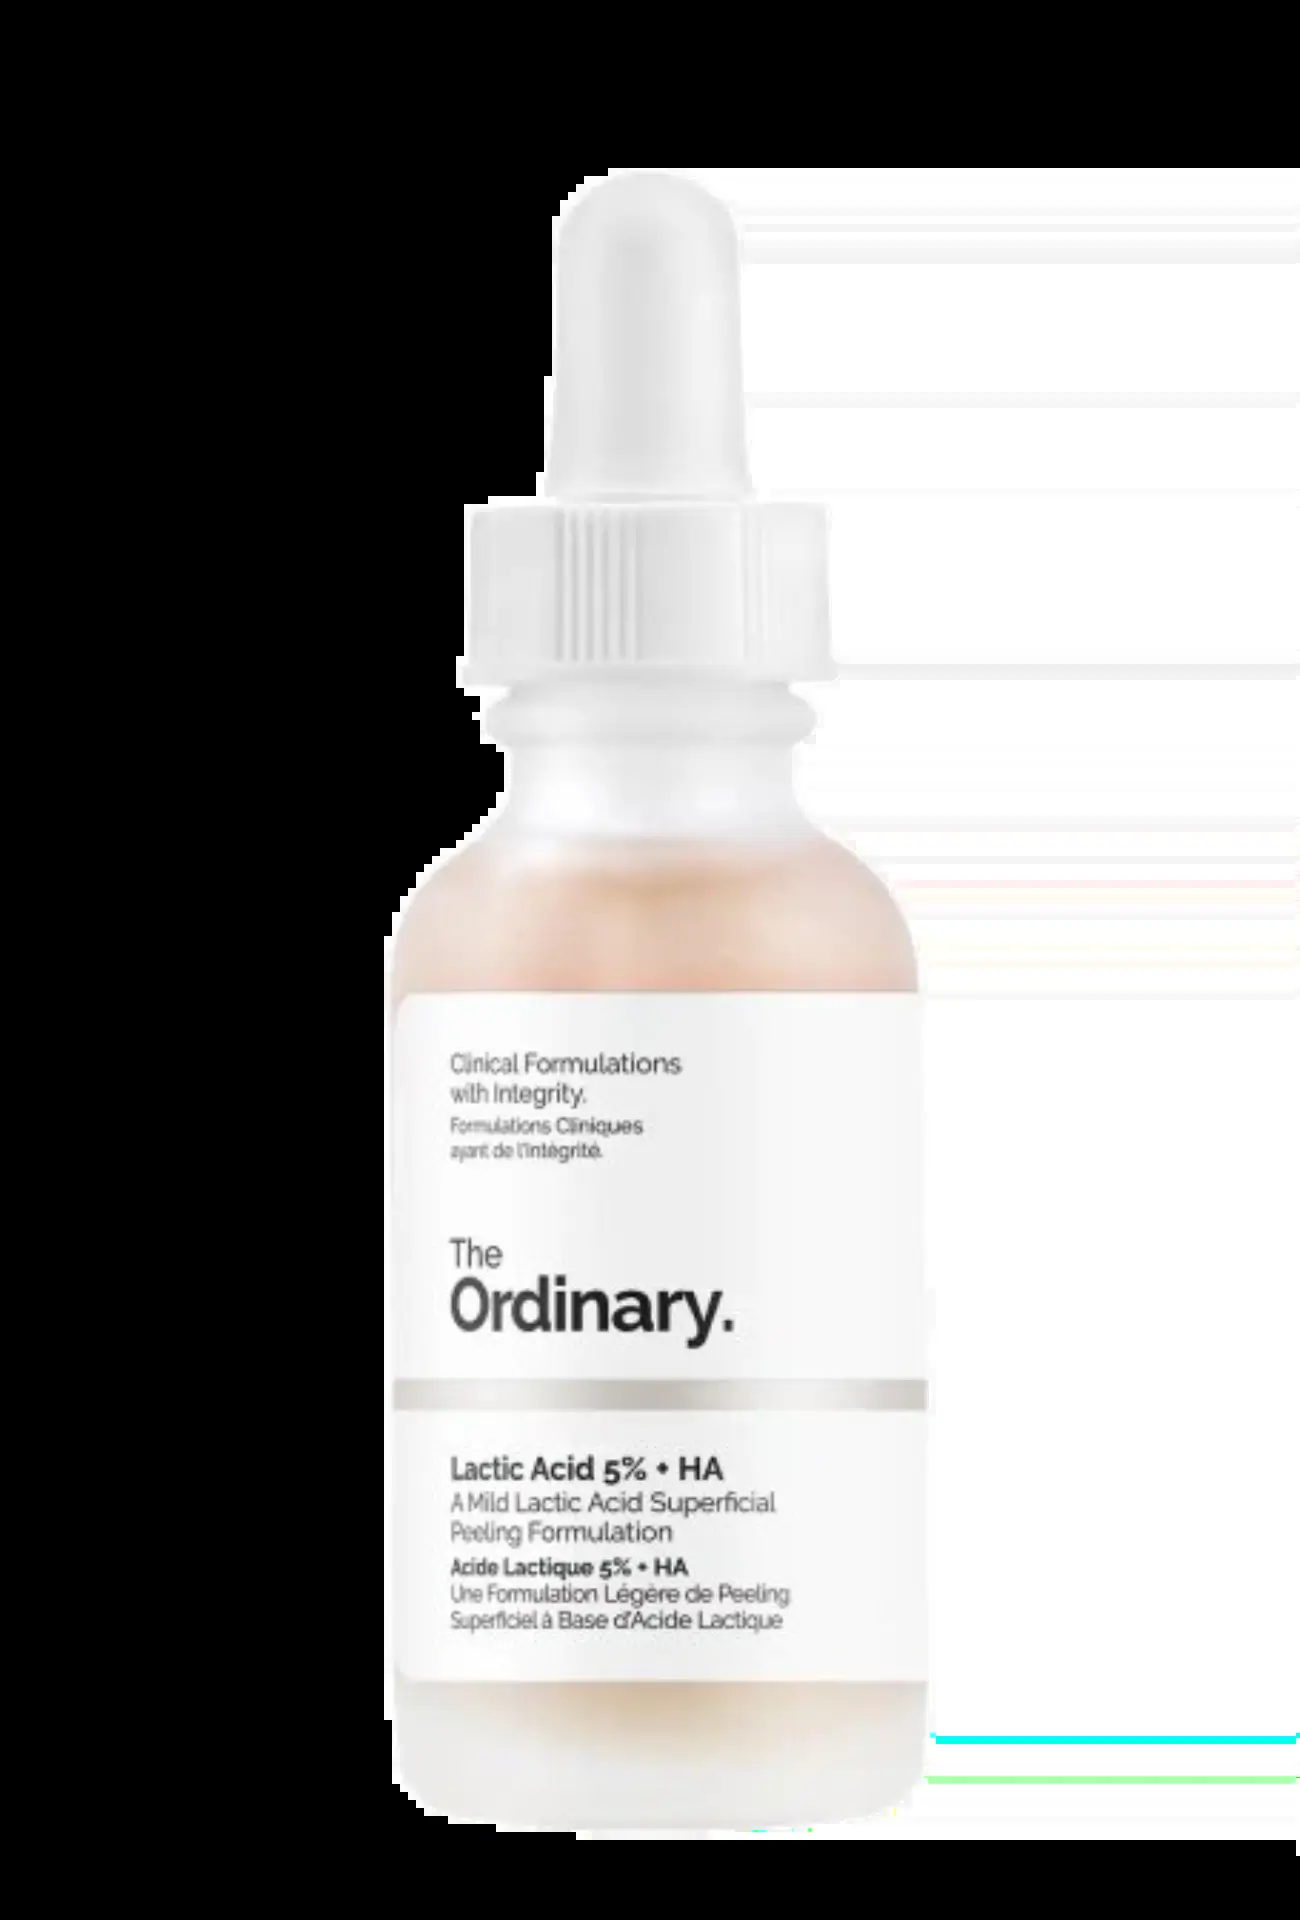 Clinical Formulations
with Integrity.
Formulations Cliniques
ayant de l'Intégrité.
The
Ordinary.
Lactic Acid 5% + HA
A Mild Lactic Acid Superficial
Peeling Formulation
Acide Lactique 5% + HA
Une Formulation Légère de Peeling
Superficiel à Base d'Acide Lactique